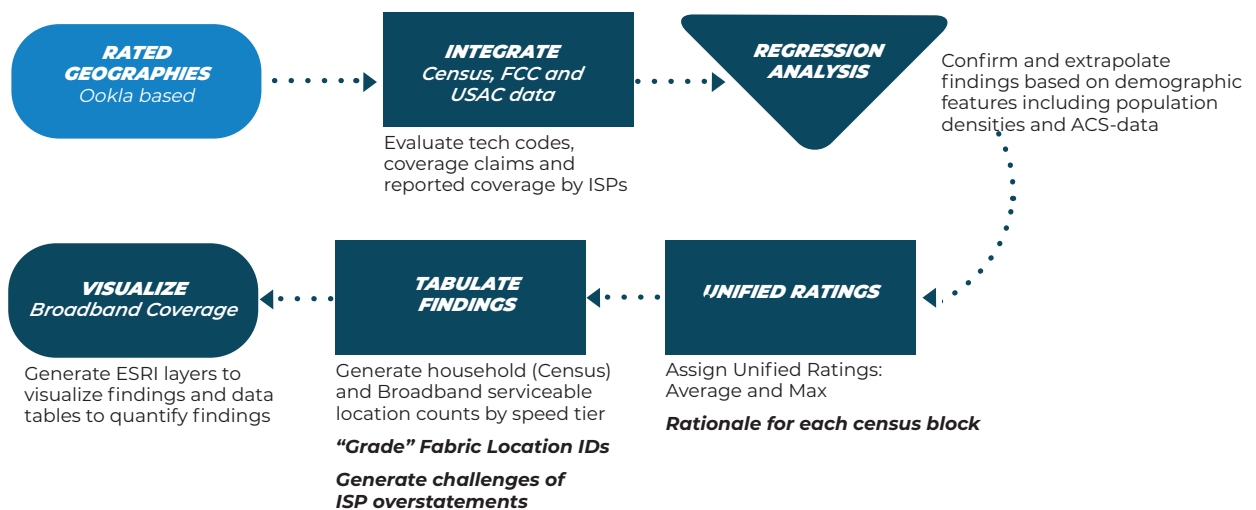 RATED
GEOGRAPHIES
Ookla based
INTEGRATE
Census, FCC and
USAC data
Evaluate tech codes,
coverage claims and
reported coverage by ISPs
REGRESSION
ANALYSIS
Confirm and extrapolate
findings based on demographic
features including population
densities and ACS-data
UNIFIED RATINGS
Assign Unified Ratings:
Average and Max
Rationale for each census block
TABULATE
FINDINGS
Generate household (Census)
and Broadband serviceable
location counts by speed tier
“Grade” Fabric Location IDs
Generate challenges of
ISP overstatements
VISUALIZE
Broadband Coverage
Generate ESRI layers to
visualize findings and data
tables to quantify findings